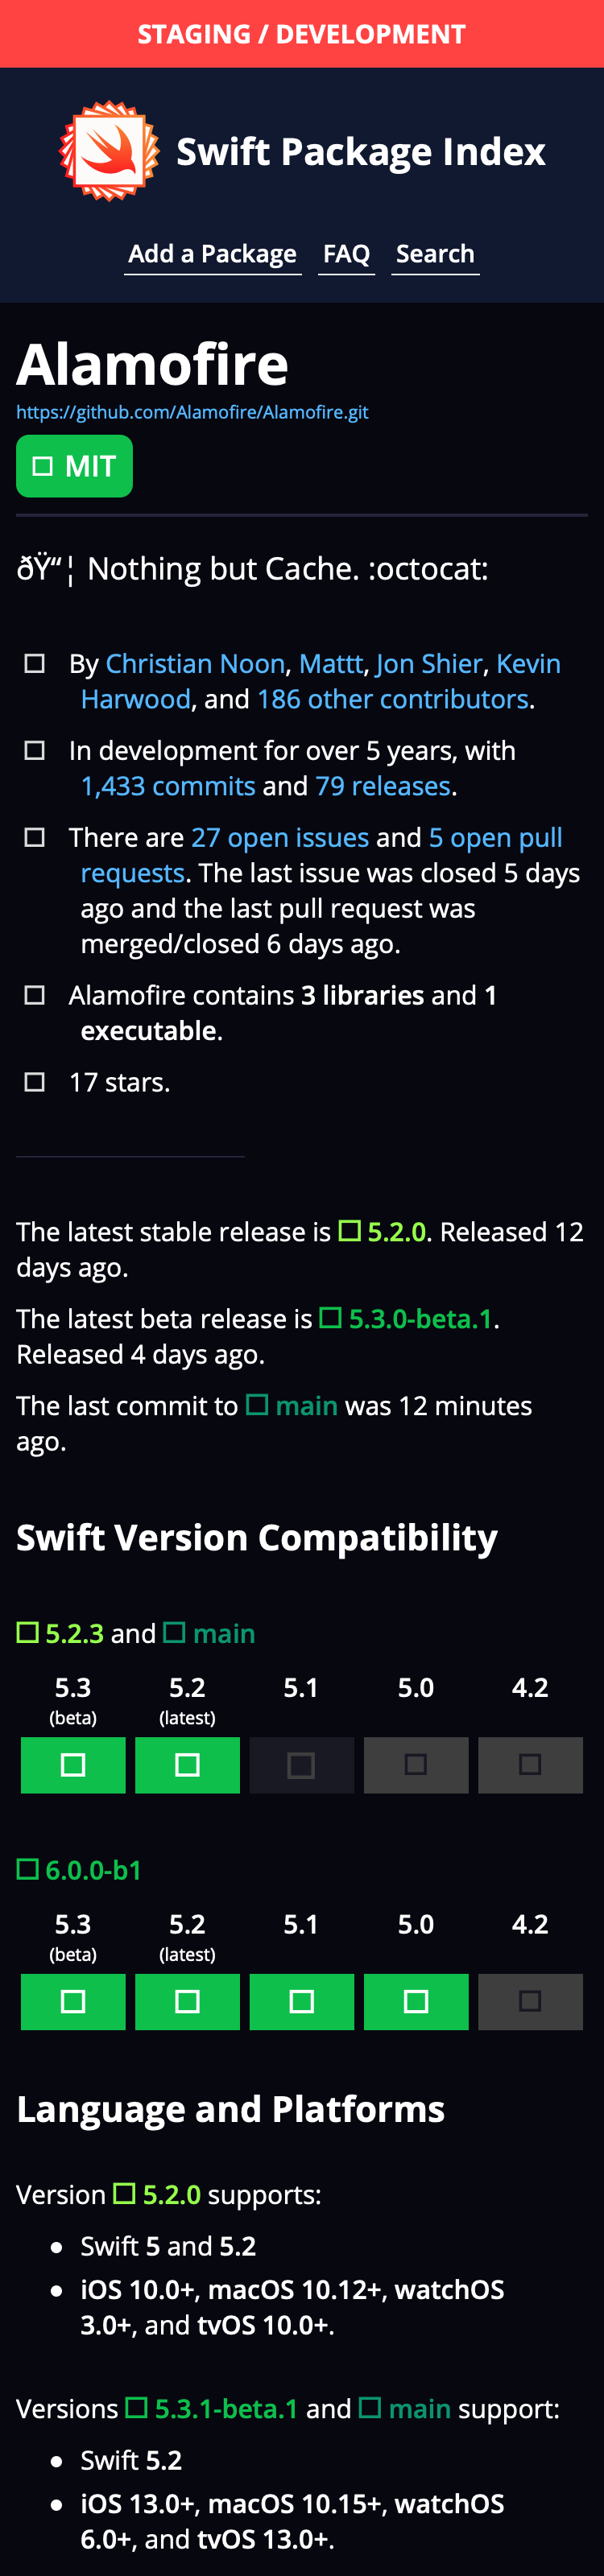 STAGING / DEVELOPMENT
Swift Package Index
Add a Package FAQ Search
Alamofire
https://github.com/Alamofire/Alamofire.git
MIT
ðŸ“¦ Nothing but Cache. :octocat:
By Christian Noon, Mattt, Jon Shier, Kevin
Harwood, and 186 other contributors.
In development for over 5 years, with
1,433 commits and 79 releases.
There are 27 open issues and 5 open pull
requests. The last issue was closed 5 days
ago and the last pull request was
merged/closed 6 days ago.
Alamofire contains 3 libraries and 1
executable.
17 stars.
The latest stable release is 5.2.0. Released 12
days ago.
The latest beta release is 5.3.0-beta.1.
Released 4 days ago.
The last commit to main was 12 minutes
ago.
Swift Version Compatibility
5.2.3 and main
5.3 5.2 5.1 5.0 4.2
(beta) (latest)
6.0.0-b1
5.3 5.2 5.1 5.0 4.2
(beta) (latest)
Language and Platforms
Version 5.2.0 supports:
Swift 5 and 5.2
iOS 10.0+, macOS 10.12+, watchOS
3.0+, and tvOS 10.0+.
Versions 5.3.1-beta.1 and main support:
Swift 5.2
iOS 13.0+, macOS 10.15+, watchOS
6.0+, and tvOS 13.0+.